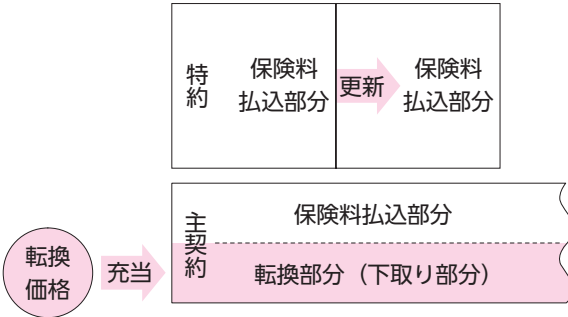 特約
保険料
払込部分
更新
保険料
払込部分
主契約
保険料払込部分
転換部分（下取り部分）
転換
価格
充当